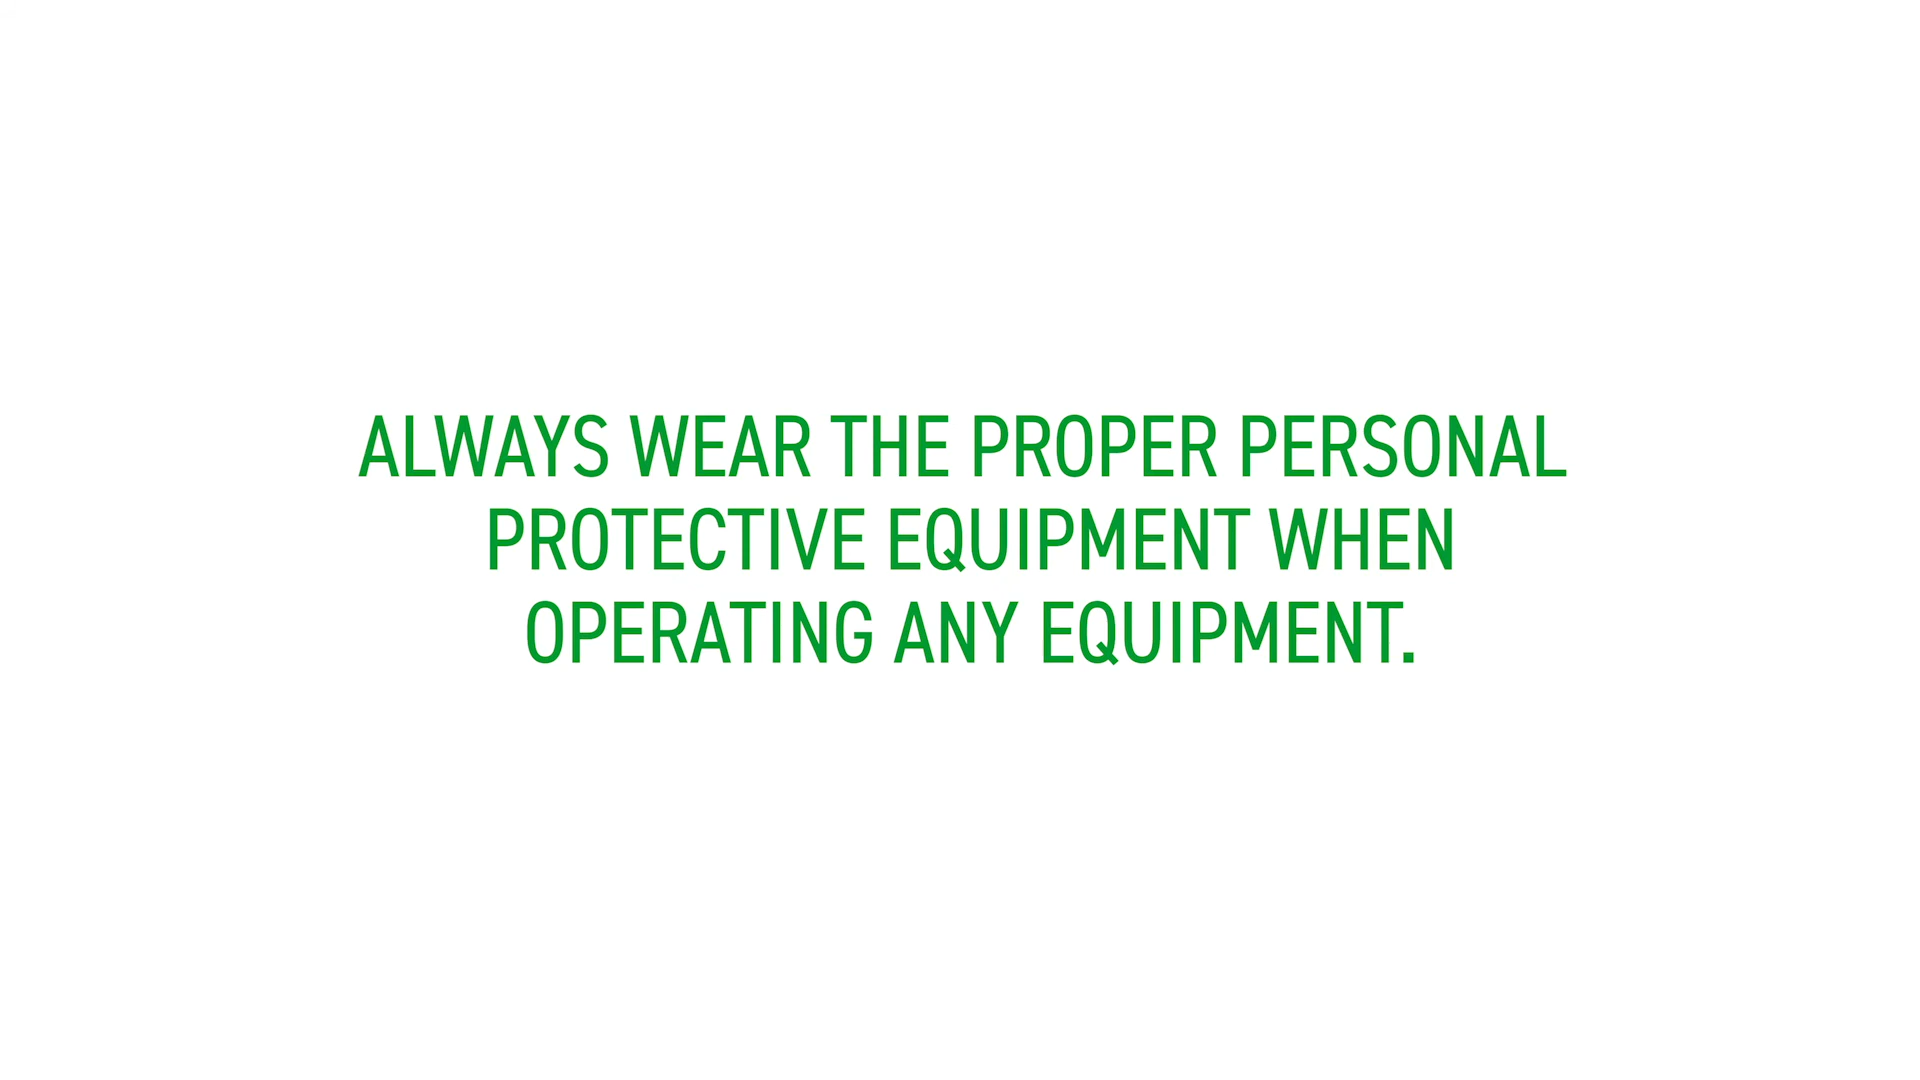 ALWAYS WEAR THE PROPER PERSONAL
PROTECTIVE EQUIPMENT WHEN
OPERATING ANY EQUIPMENT.